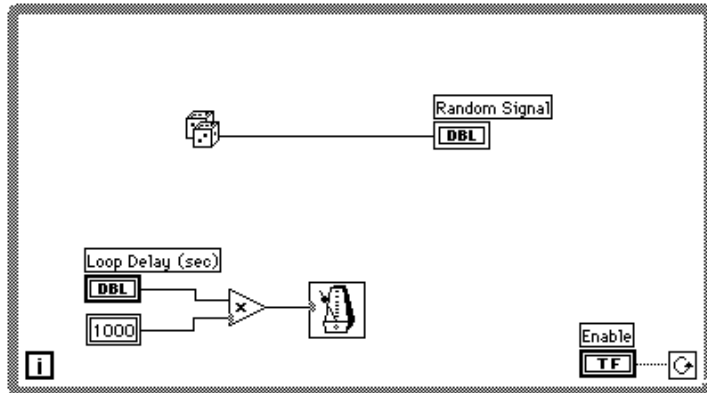 Random Signal
DBL
Loop Delay (sec)
DBL
x
1000
Enable
i
TF